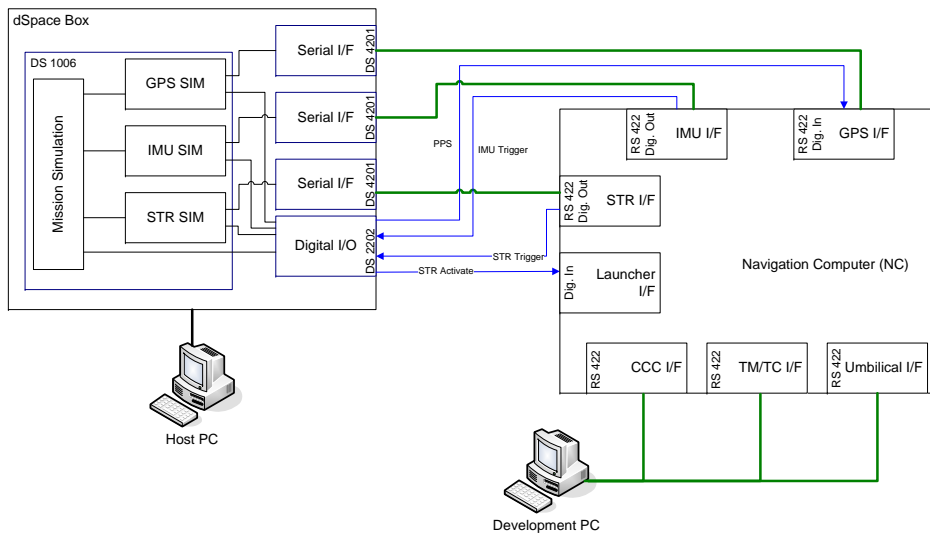 dSpace Box
DS 1006
Mission Simulation
GPS SIM
IMU SIM
STR SIM
Serial I/F
DS 4201
Serial I/F
DS 4201
Serial I/F
DS 4201
Digital I/O
DS 2202
PPS
IMU Trigger
STR Trigger
STR Activate
RS 422
Dig. Out
IMU I/F
RS 422
Dig. In
GPS I/F
RS 422
Dig. Out
STR I/F
Dig. In
Launcher
I/F
Navigation Computer (NC)
RS 422
CCC I/F
RS 422
TM/TC I/F
RS 422
Umbilical I/F
Host PC
Development PC